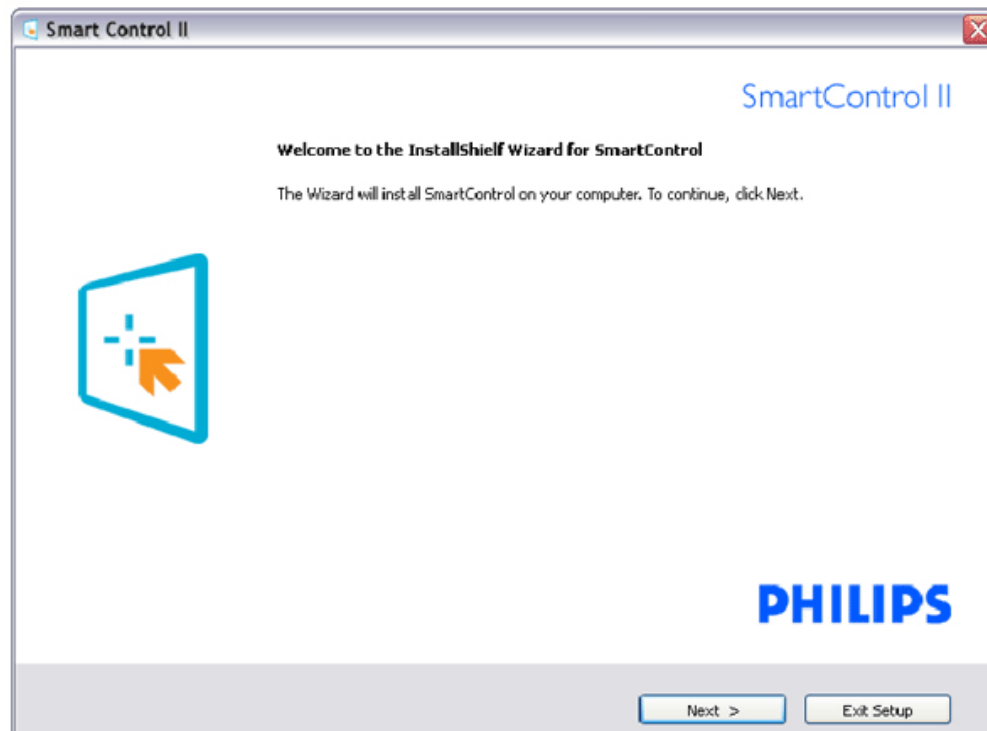 Smart Control II
SmartControl II
Welcome to the InstallShielf Wizard for SmartControl
The Wizard will install SmartControl on your computer. To continue, click Next.
PHILIPS
Next >
Exit Setup